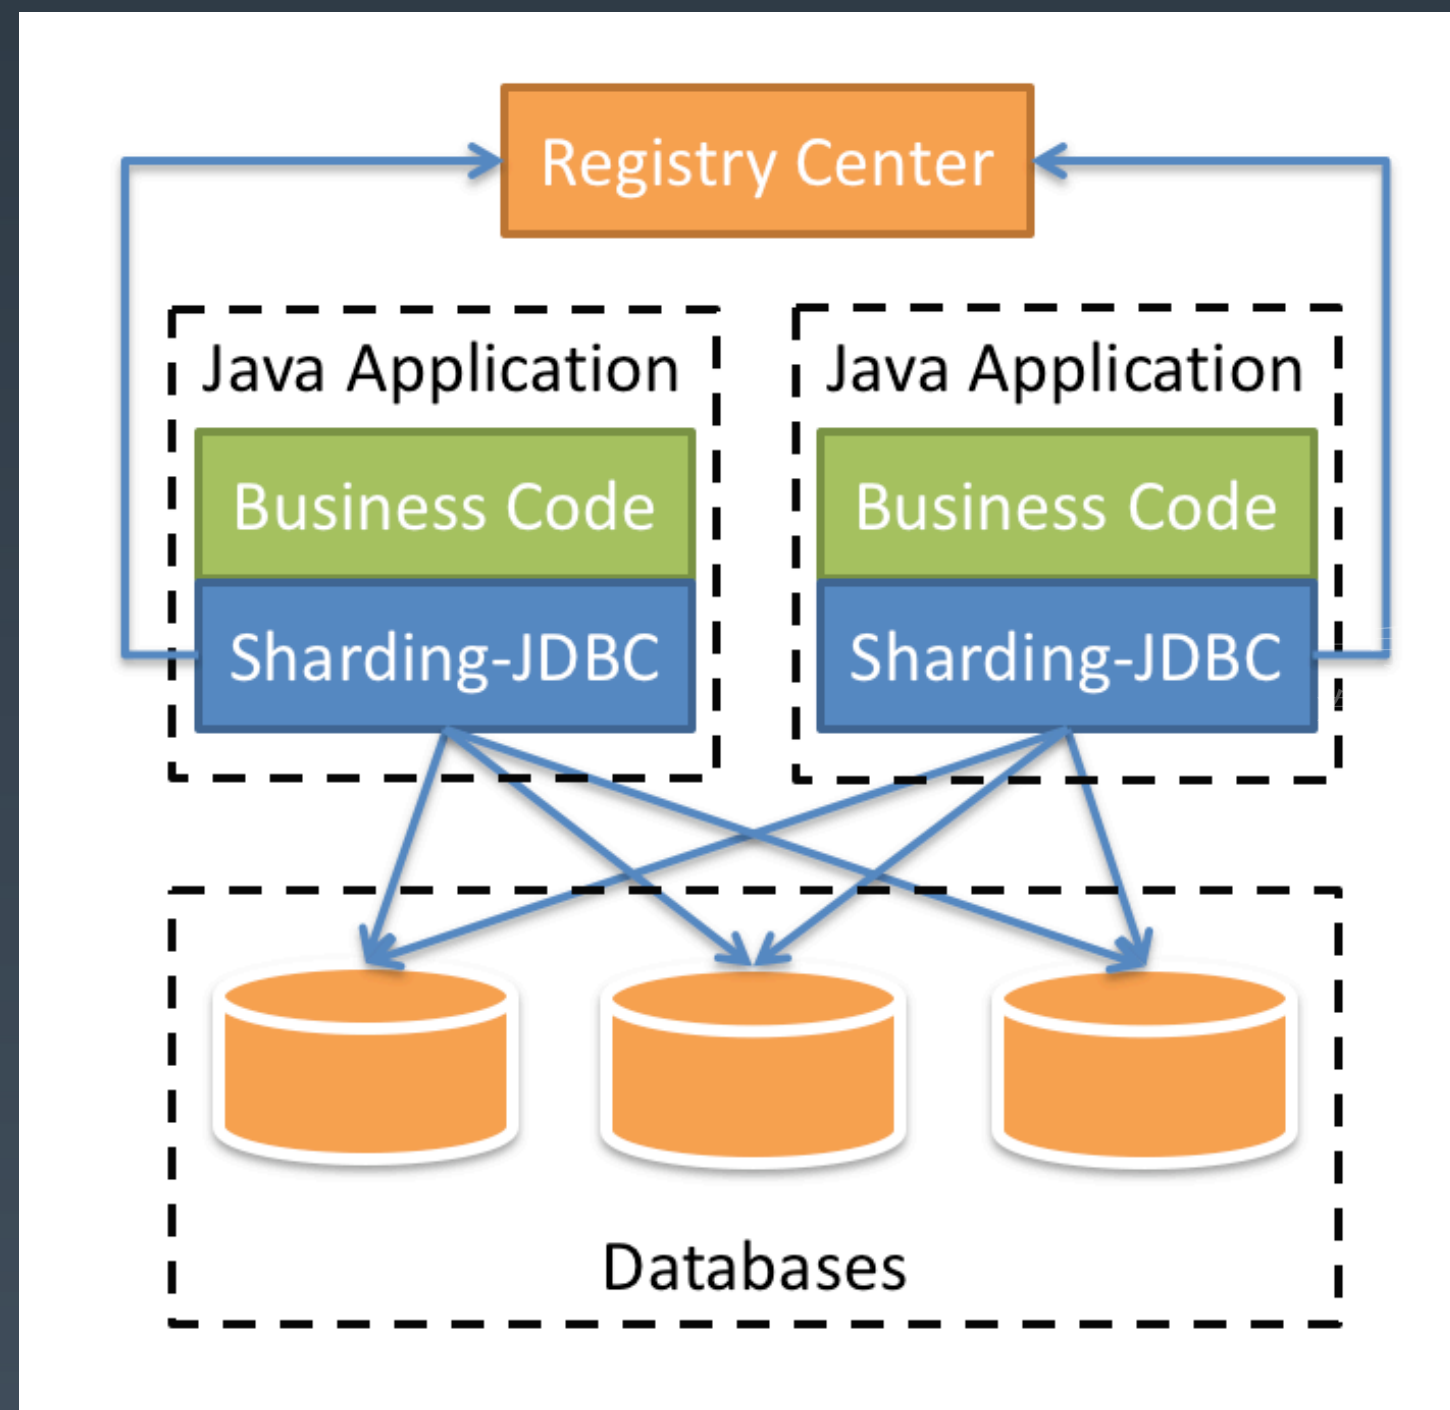 Registry Center
Java Application
Java Application
Business Code
Business Code
Sharding-JDBC
Sharding-JDBC
Databases